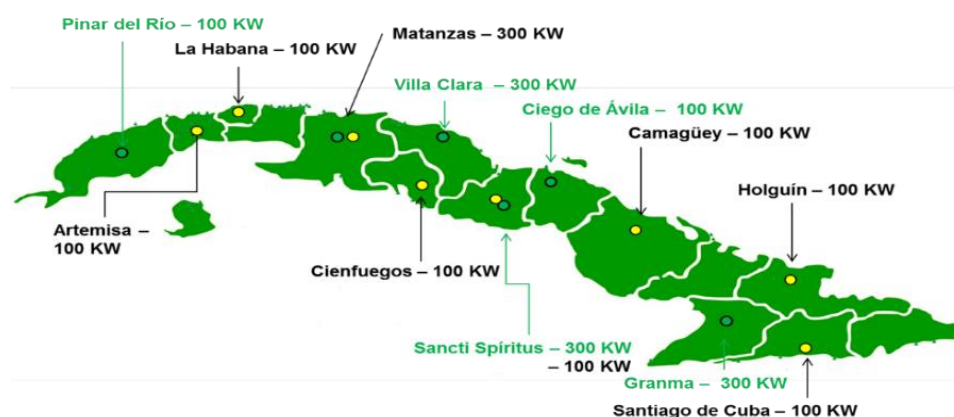 Pinar del Río – 100 KW
La Habana – 100 KW
Matanzas – 300 KW
Villa Clara – 300 KW
Ciego de Ávila – 100 KW
Camagüey – 100 KW
Holguín – 100 KW
Artemisa –
100 KW
Cienfuegos – 100 KW
Sancti Spíritus – 300 KW
– 100 KW
Granma – 300 KW
Santiago de Cuba – 100 KW